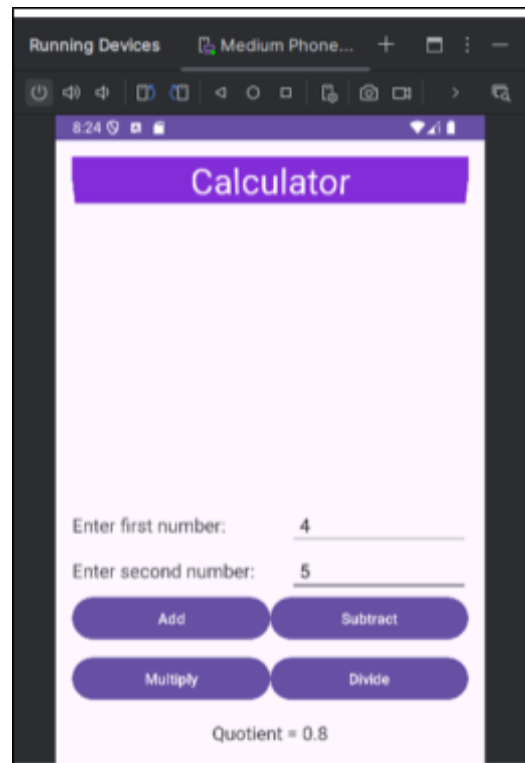 Running Devices Medium Phone...
8:24
Calculator
Enter first number: 4
Enter second number: 5
Add Subtract
Multiply Divide
Quotient = 0.8